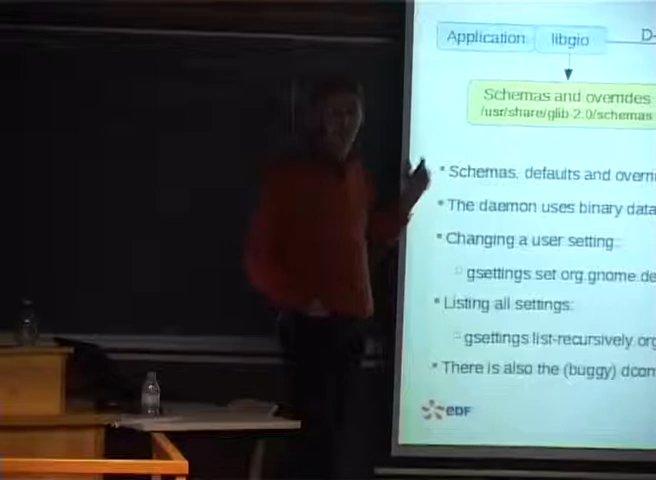 Application libgio D-
Schemas and overrides
/usr/share/glib-2.0/schemas
Schemas, defaults and overr
The daemon uses binary data
Changing a user setting:
gsettings set org.gnome.de
Listing all settings:
gsettings list-recursively org
There is also the (buggy) dcon
eDF